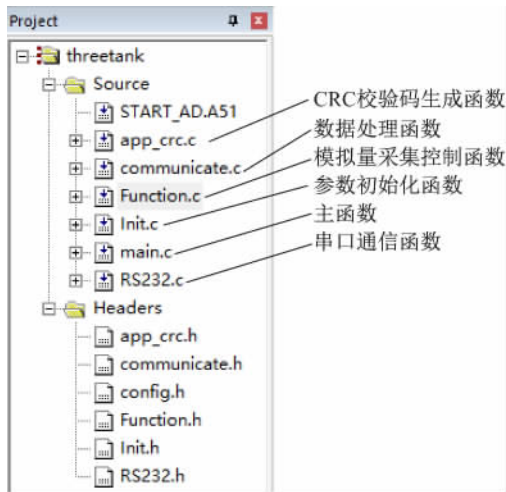 Project
threetank
Source
START_AD.A51
app_crc.c
CRC校验码生成函数
communicate.c
数据处理函数
Function.c
模拟量采集控制函数
Init.c
参数初始化函数
main.c
主函数
RS232.c
串口通信函数
Headers
app_crc.h
communicate.h
config.h
Function.h
Init.h
RS232.h